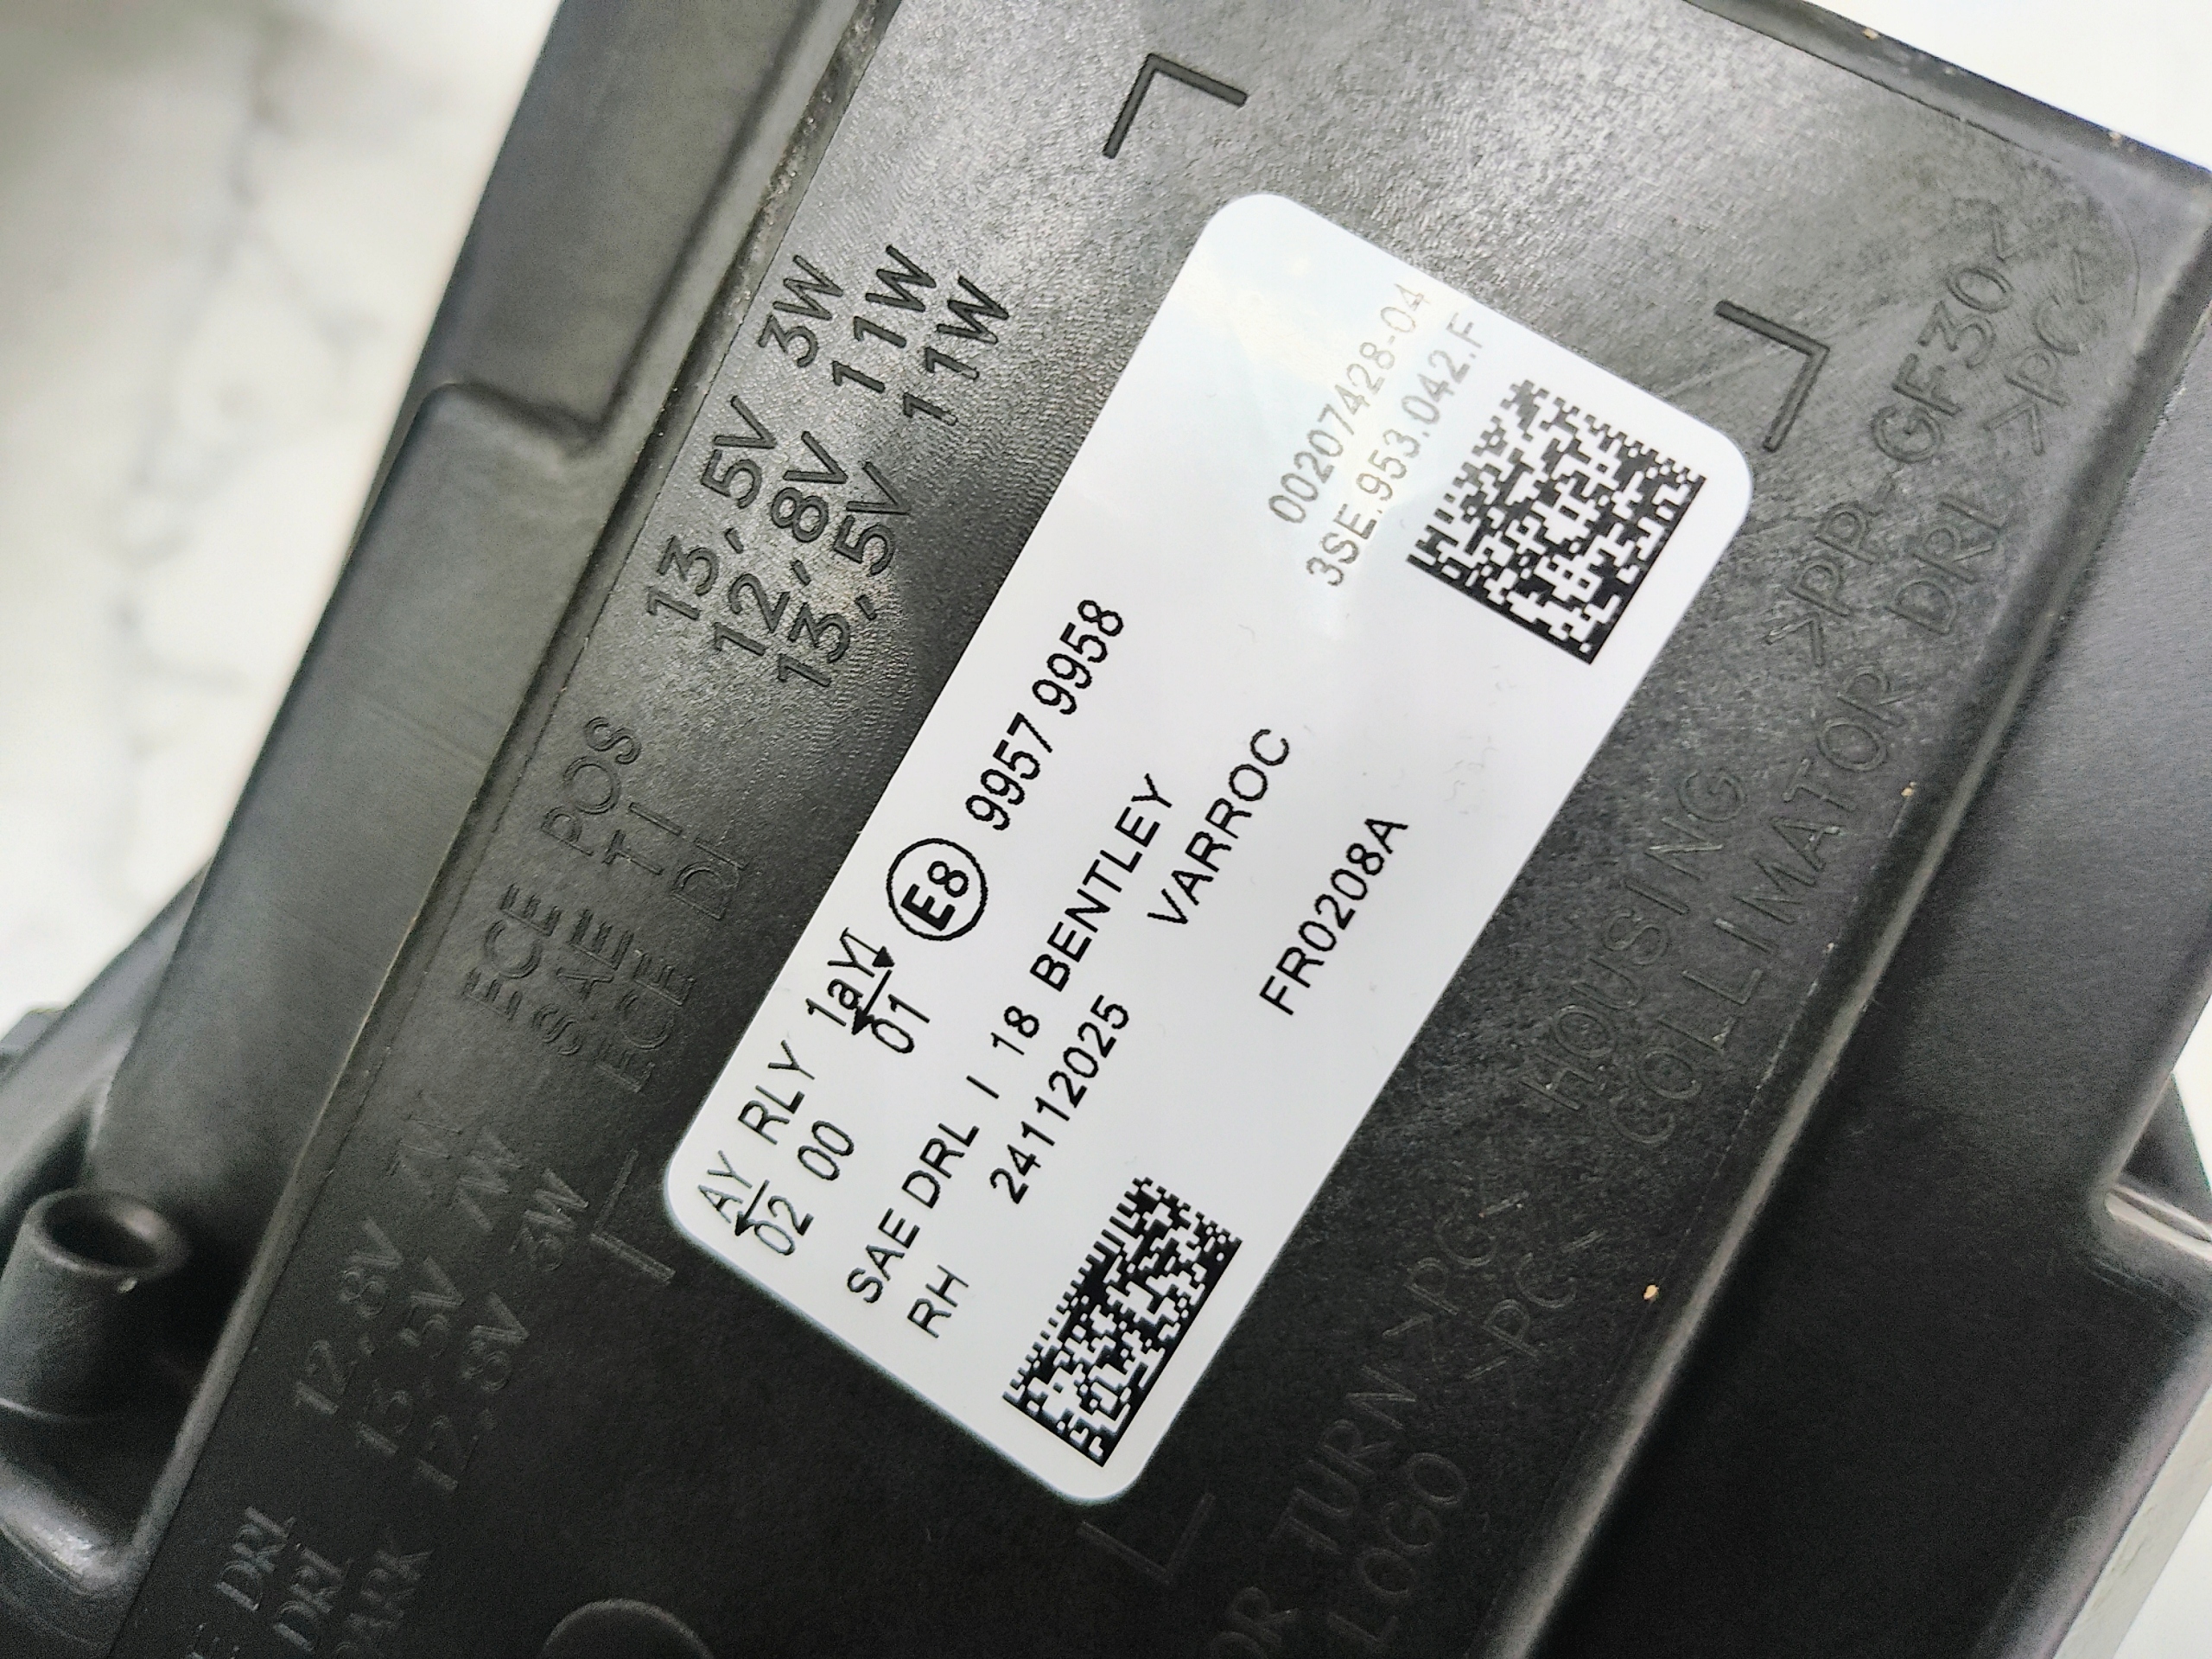 ECE POS 13,5V 3W
SAE TI 12,8V 11W
ECE DI 13,5V 11W
DRL 12,8V 7W
DRL 13,5V 7W
PARK 12,8V 3W
AY RLY 1aY
02 00 01 E8 9957 9958
SAE DRL I 18 BENTLEY
RH 24112025 VARROC
FR0208A
00207428-04
3SE.953.042.F
HOUSING >PP-GF30<
COLLIMATOR DRL >PC<
TURN >PC<
LOGO >PC<